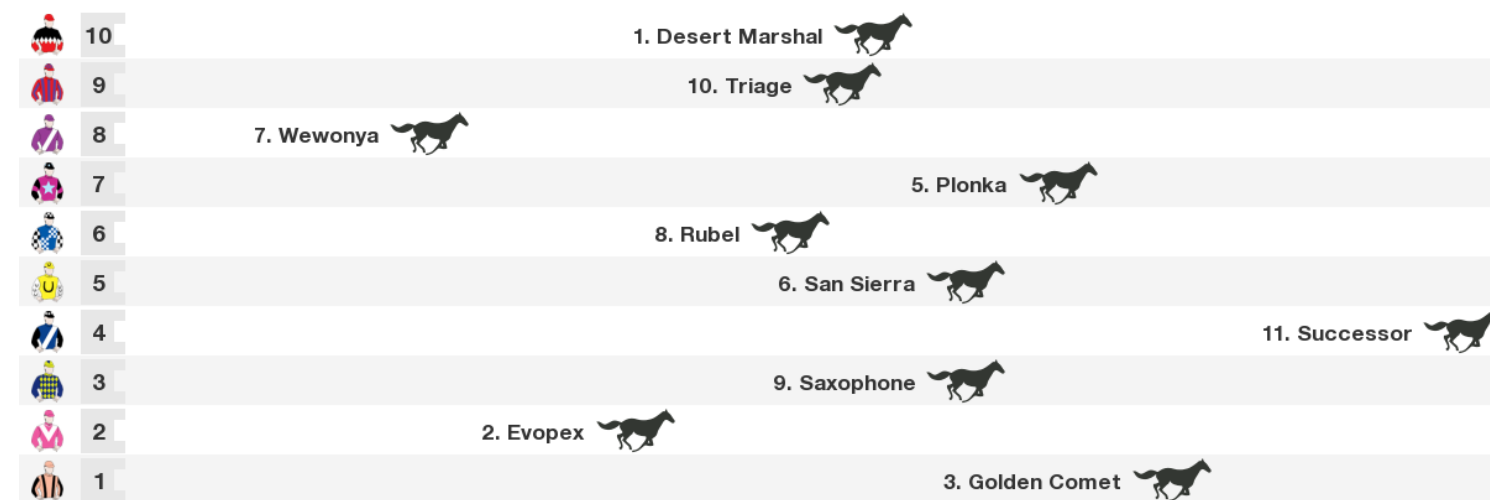 10 1. Desert Marshal
9 10. Triage
8 7. Wewonya
7 5. Plonka
6 8. Rubel
5 6. San Sierra
4 11. Successor
3 9. Saxophone
2 2. Evopex
1 3. Golden Comet